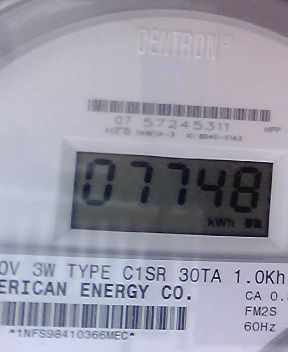 CENTRON®
07 57245311
HPP
07748
kWh
0V 3W TYPE C1SR 30TA 1.0Kh
ERICAN ENERGY CO.
CA 0.
FM2S
*1NFS98410366MEC*
60Hz